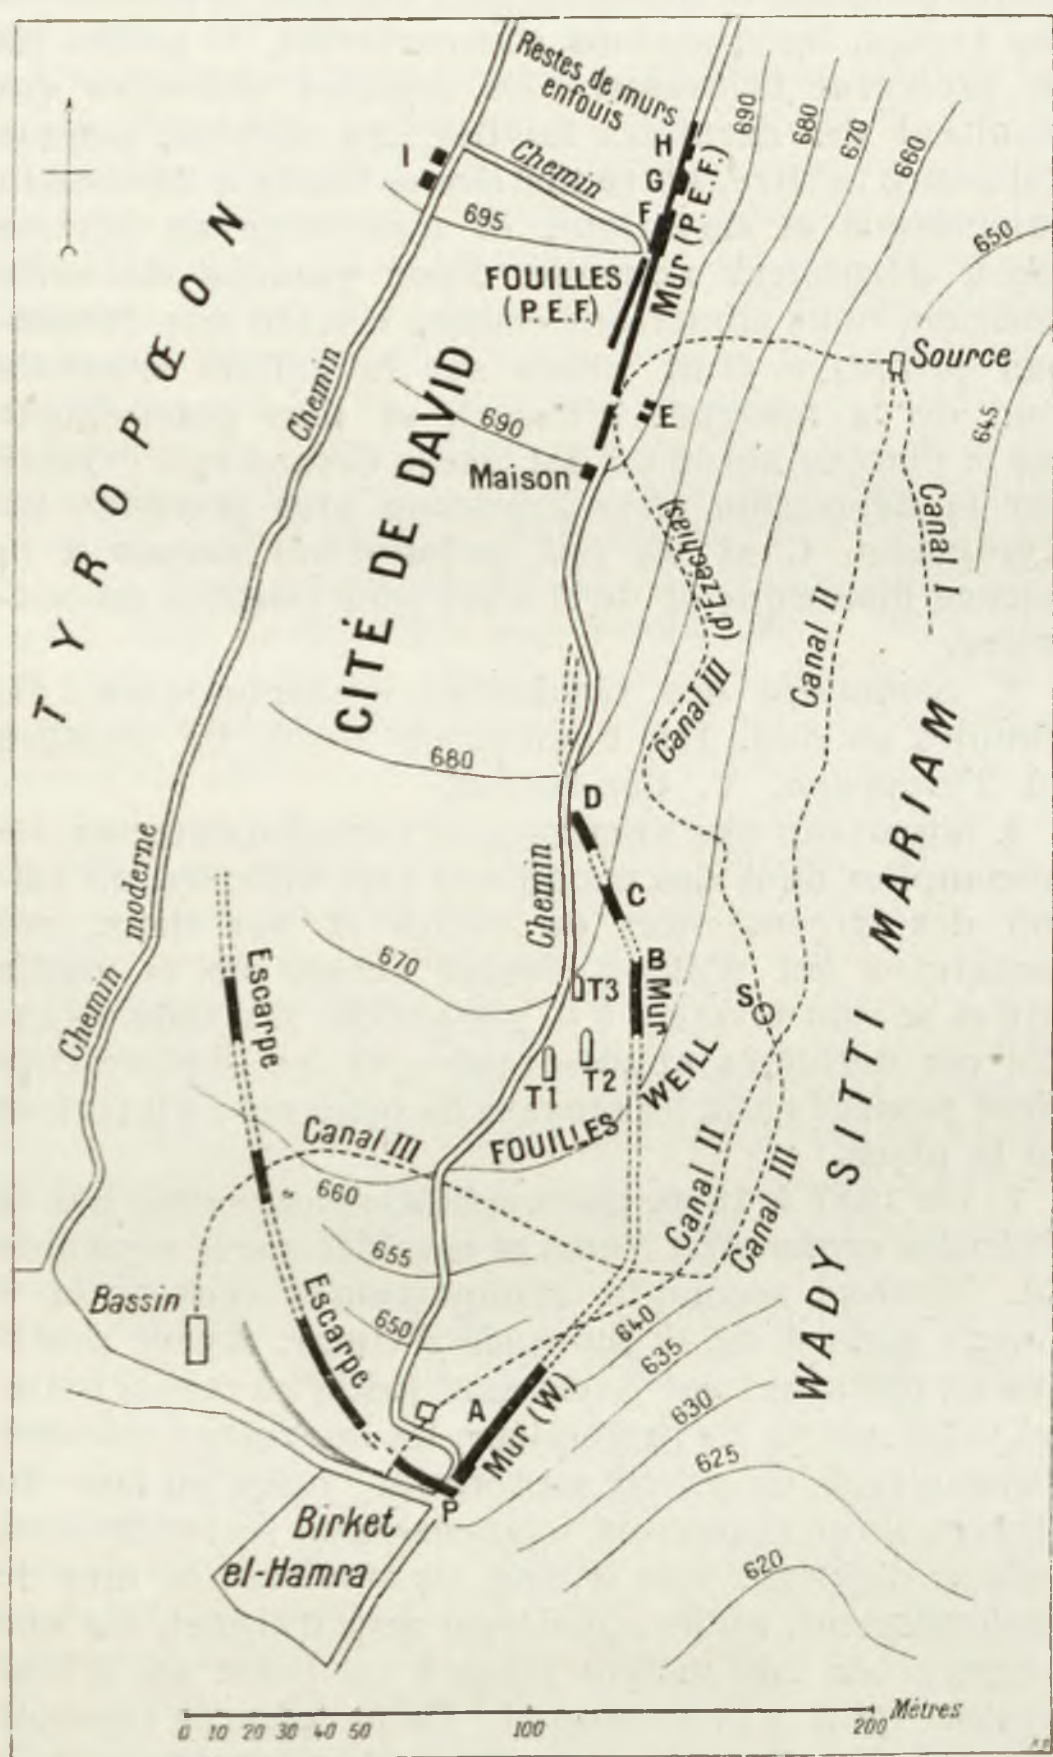 Restes de murs
enfouis
690
680
670
660
650
645
H
G
F
I
Chemin
695
FOUILLES
(P.E.F.)
Mur (P.E.F.)
Source
TYROPŒON
Chemin
CITÉ DE DAVID
690
E
Maison
Canal I
(d'Ezechias)
Canal III
Canal II
680
D
WADY SITTI MARIAM
Chemin
moderne
Chemin
C
B
Mur
Escarpe
670
T3
S
T1
T2
FOUILLES WEILL
Canal III
Canal II
Canal III
660
655
650
Bassin
Escarpe
640
635
630
625
620
A
Mur (W.)
P
Birket
el-Hamra
0 10 20 30 40 50 100 200 Mètres